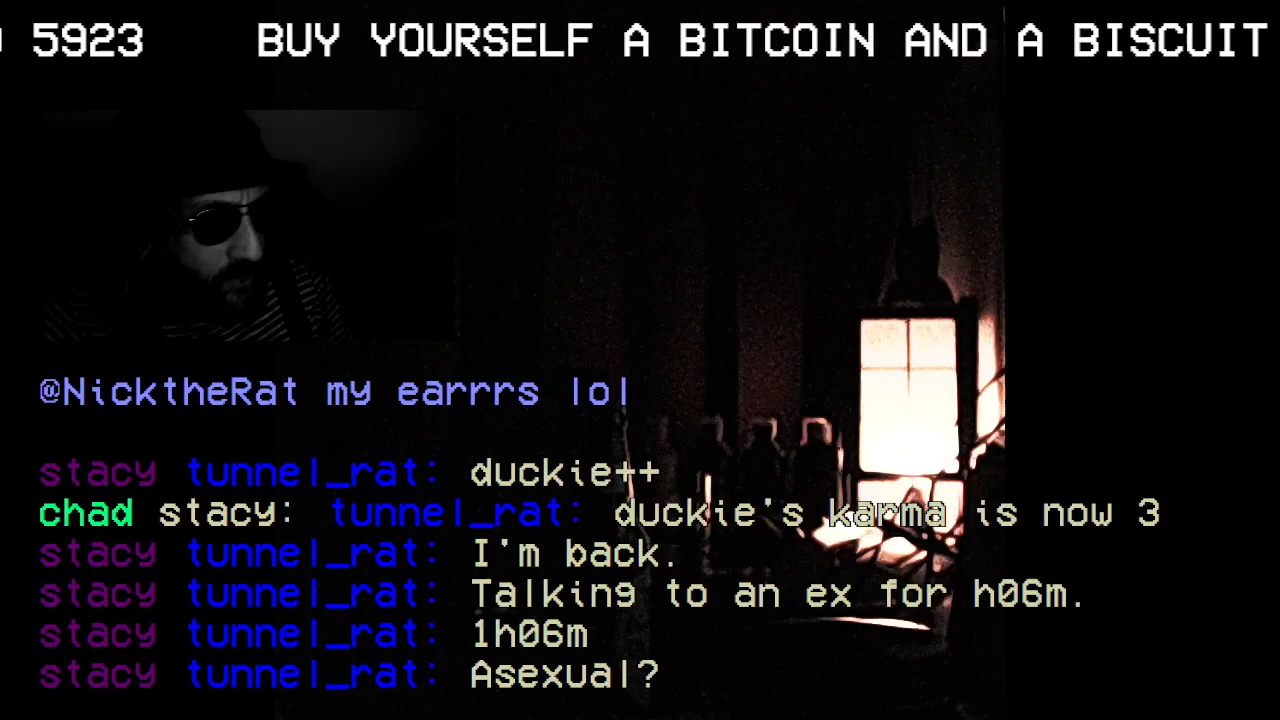 5923 BUY YOURSELF A BITCOIN AND A BISCUIT
@NicktheRat my earrrs lol
stacy tunnel_rat: duckie++
chad stacy: tunnel_rat: duckie's karma is now 3
stacy tunnel_rat: I'm back.
stacy tunnel_rat: Talking to an ex for h06m.
stacy tunnel_rat: 1h06m
stacy tunnel_rat: Asexual?